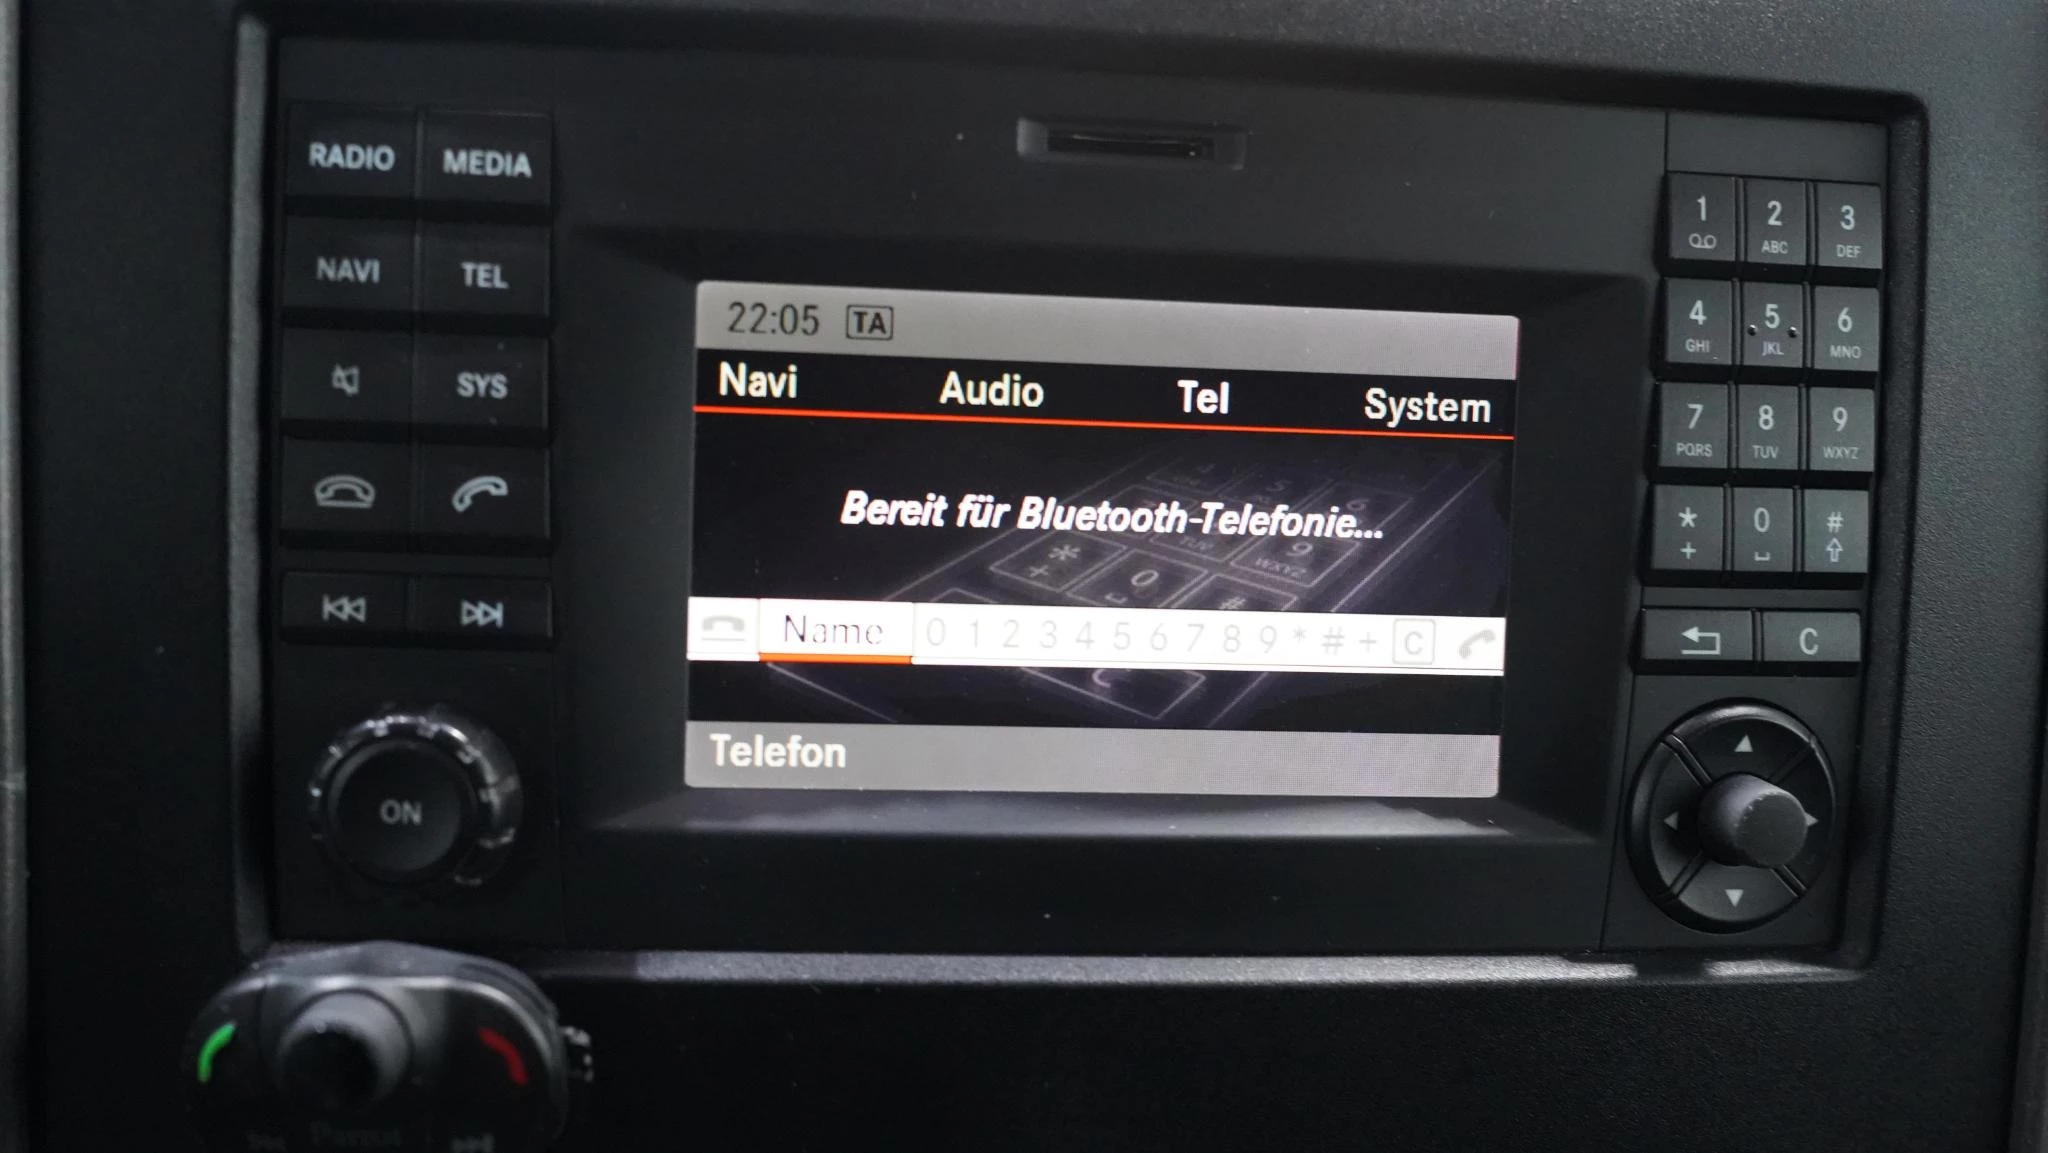 RADIO MEDIA
NAVI TEL
SYS
ON
22:05 TA
Navi Audio Tel System
Bereit für Bluetooth-Telefonie...
Name 0 1 2 3 4 5 6 7 8 9 * # + C
Telefon
1 2 ABC 3 DEF
4 GHI 5 JKL 6 MNO
7 PQRS 8 TUV 9 WXYZ
* + 0 #
C